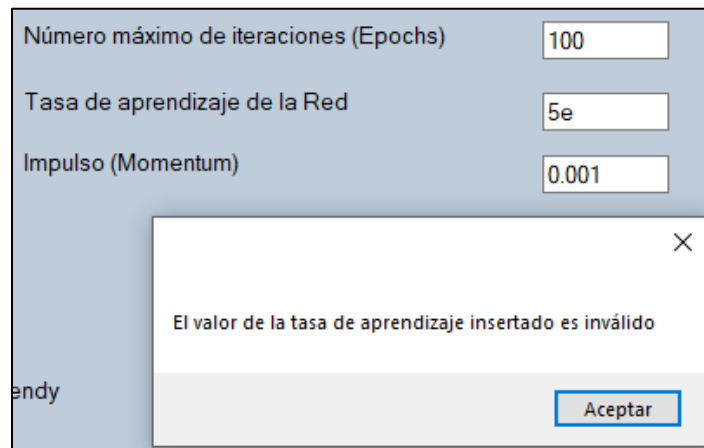 Número máximo de iteraciones (Epochs) 100
Tasa de aprendizaje de la Red 5e
Impulso (Momentum) 0.001
El valor de la tasa de aprendizaje insertado es inválido
endy
Aceptar